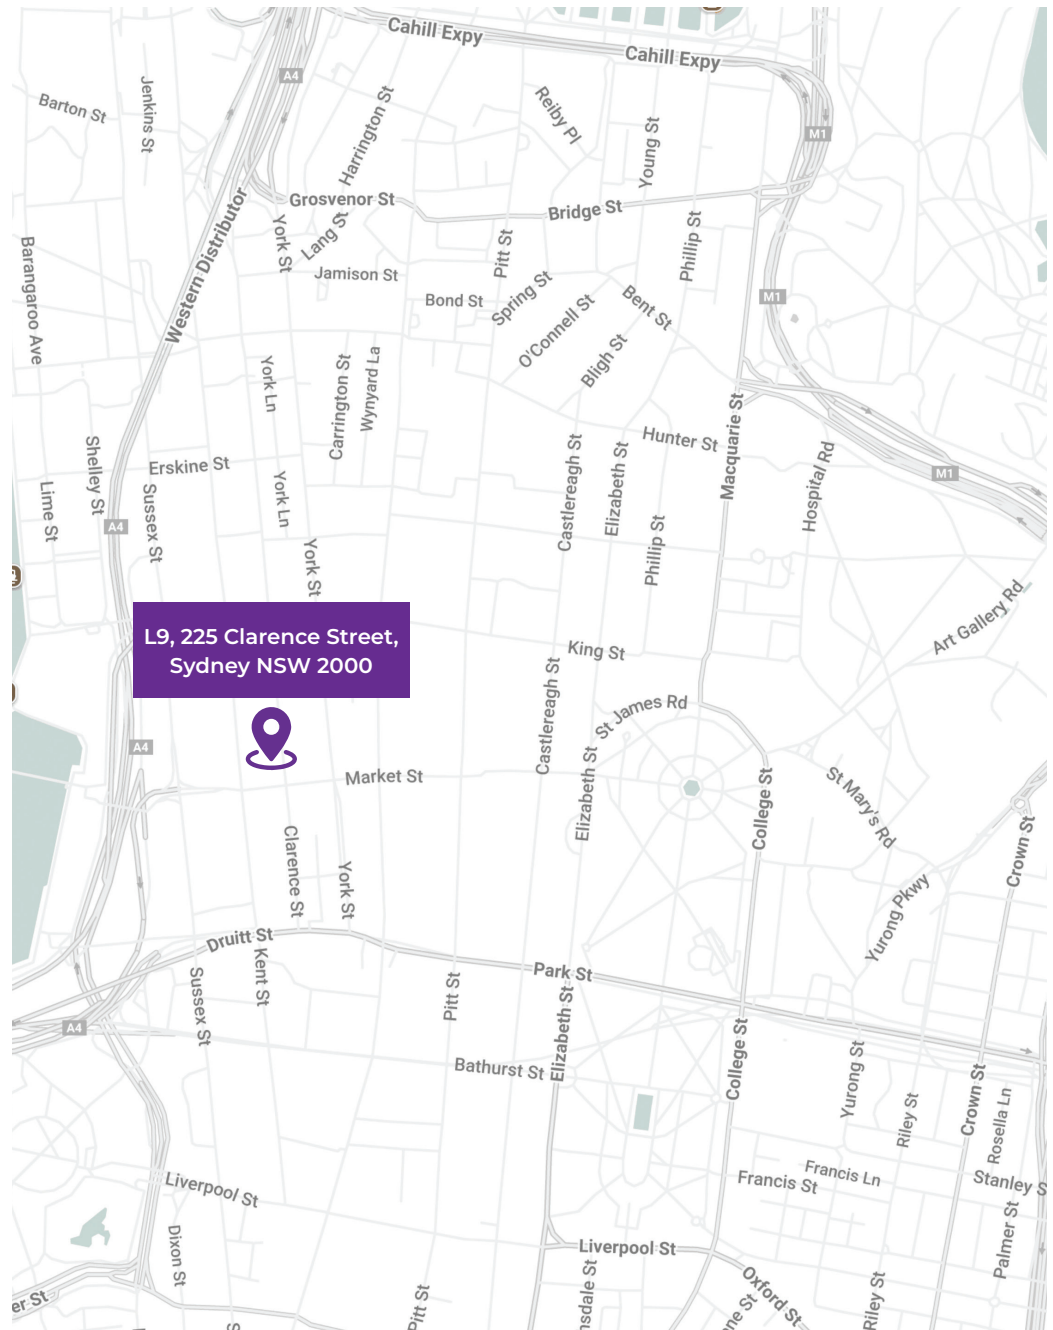 Cahill Expy
Cahill Expy
A4
Jenkins St
Barton St
Harrington St
Reiby Pl
Young St
M1
Grosvenor St
Bridge St
Western Distributor
York St
Lang St
Jamison St
Pitt St
Phillip St
Barangaroo Ave
Bond St
Spring St
O'Connell St
Bent St
M1
Bligh St
York Ln
Carrington St
Wynyard La
Macquarie St
Hunter St
Shelley St
Erskine St
Castlereagh St
Elizabeth St
Hospital Rd
M1
Lime St
Sussex St
York Ln
A4
Phillip St
York St
Art Gallery Rd
L9, 225 Clarence Street,
Sydney NSW 2000
King St
Castlereagh St
St James Rd
A4
Market St
Elizabeth St
College St
St Mary's Rd
Crown St
Clarence St
York St
Yurong Pkwy
Druitt St
Kent St
Park St
Sussex St
Pitt St
Elizabeth St
A4
College St
Bathurst St
Yurong St
Riley St
Crown St
Rosella Ln
Liverpool St
Francis St
Francis Ln
Stanley S
Palmer St
Dixon St
Liverpool St
Oxford St
er St
Pitt St
nsdale St
ne St
Riley St